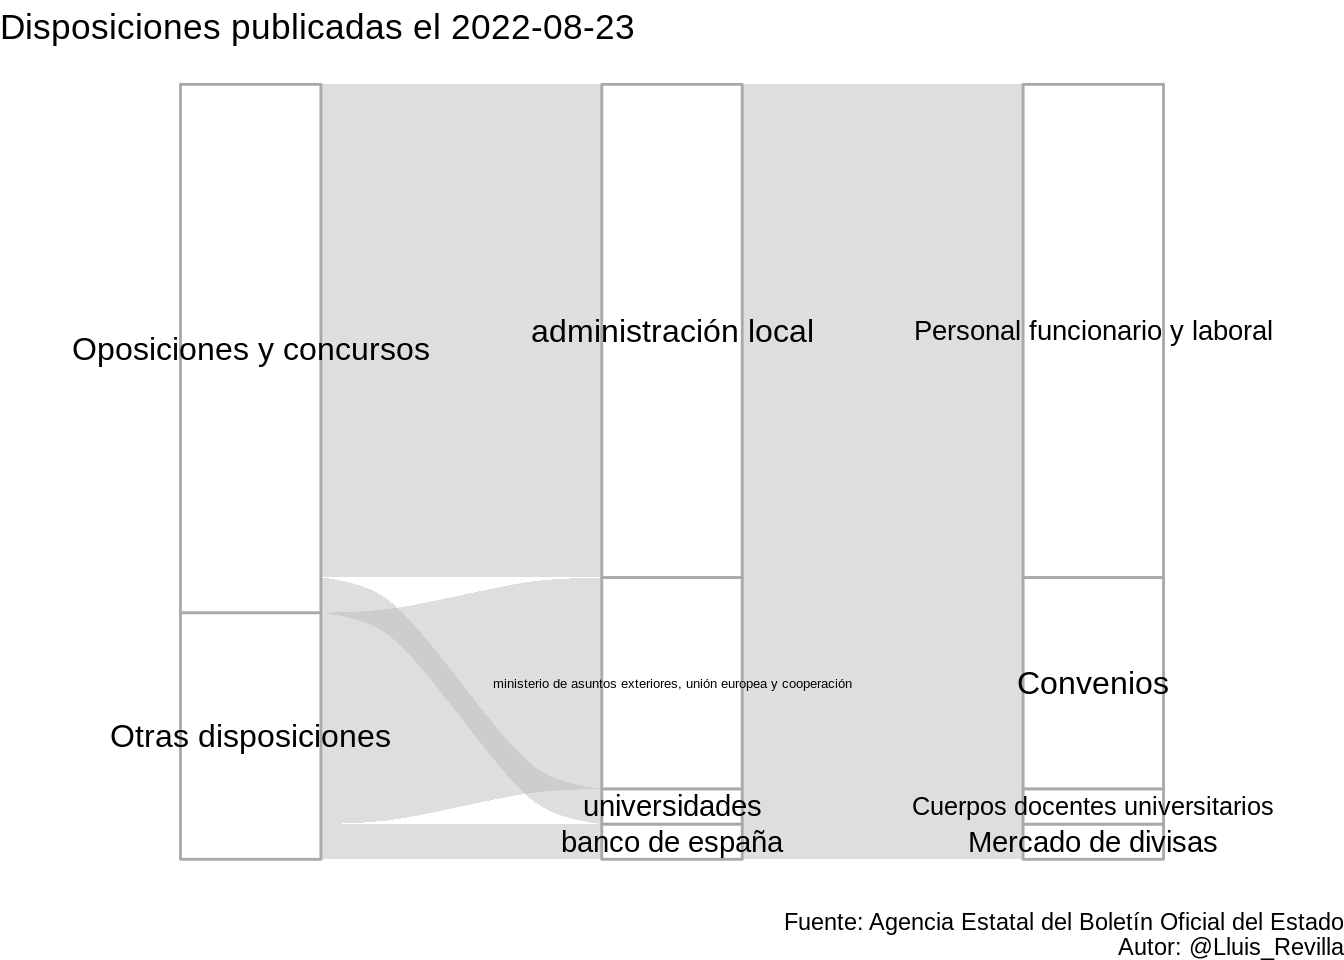 Disposiciones publicadas el 2022-08-23
Oposiciones y concursos
administración local
Personal funcionario y laboral
Otras disposiciones
ministerio de asuntos exteriores, unión europea y cooperación
Convenios
universidades
Cuerpos docentes universitarios
banco de españa
Mercado de divisas
Fuente: Agencia Estatal del Boletín Oficial del Estado
Autor: @Lluis_Revilla